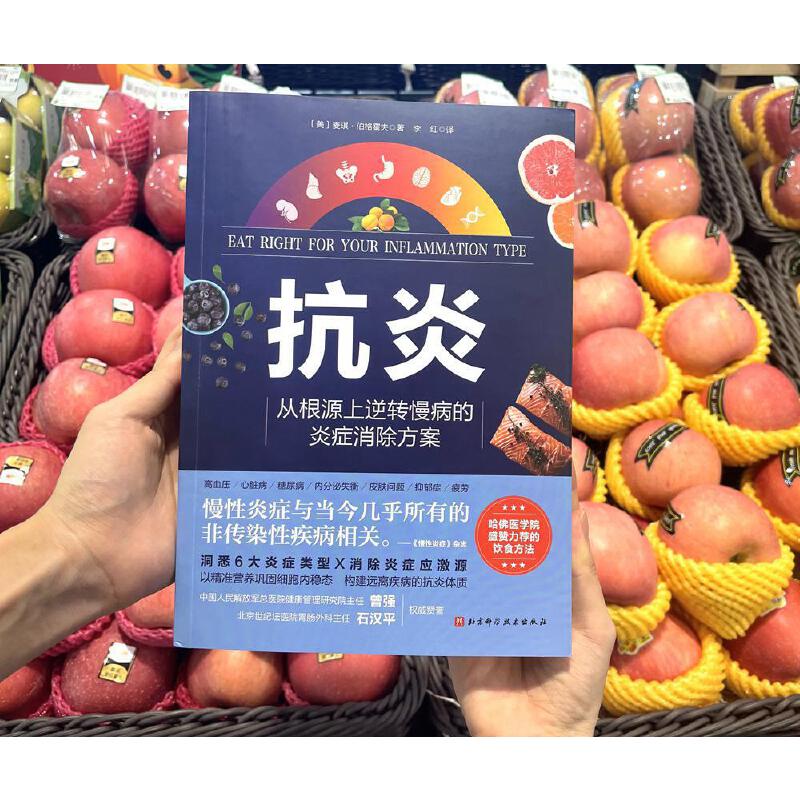 ［美］麦琪·伯格霍夫 著 李 红 译
EAT RIGHT FOR YOUR INFLAMMATION TYPE
抗炎
从根源上逆转慢病的
炎症消除方案
高血压／心脏病／糖尿病／内分泌失衡／皮肤问题／抑郁症／疲劳
慢性炎症与当今几乎所有的
非传染性疾病相关。——《慢性炎症》杂志
★★★
哈佛医学院
盛赞力荐的
饮食方法
★★★
洞悉6大炎症类型X消除炎症应激源
以精准营养巩固细胞内稳态 构建远离疾病的抗炎体质
中国人民解放军总医院健康管理研究院主任 曾强
北京世纪坛医院胃肠外科主任 石汉平
权威赞誉
北京科学技术出版社